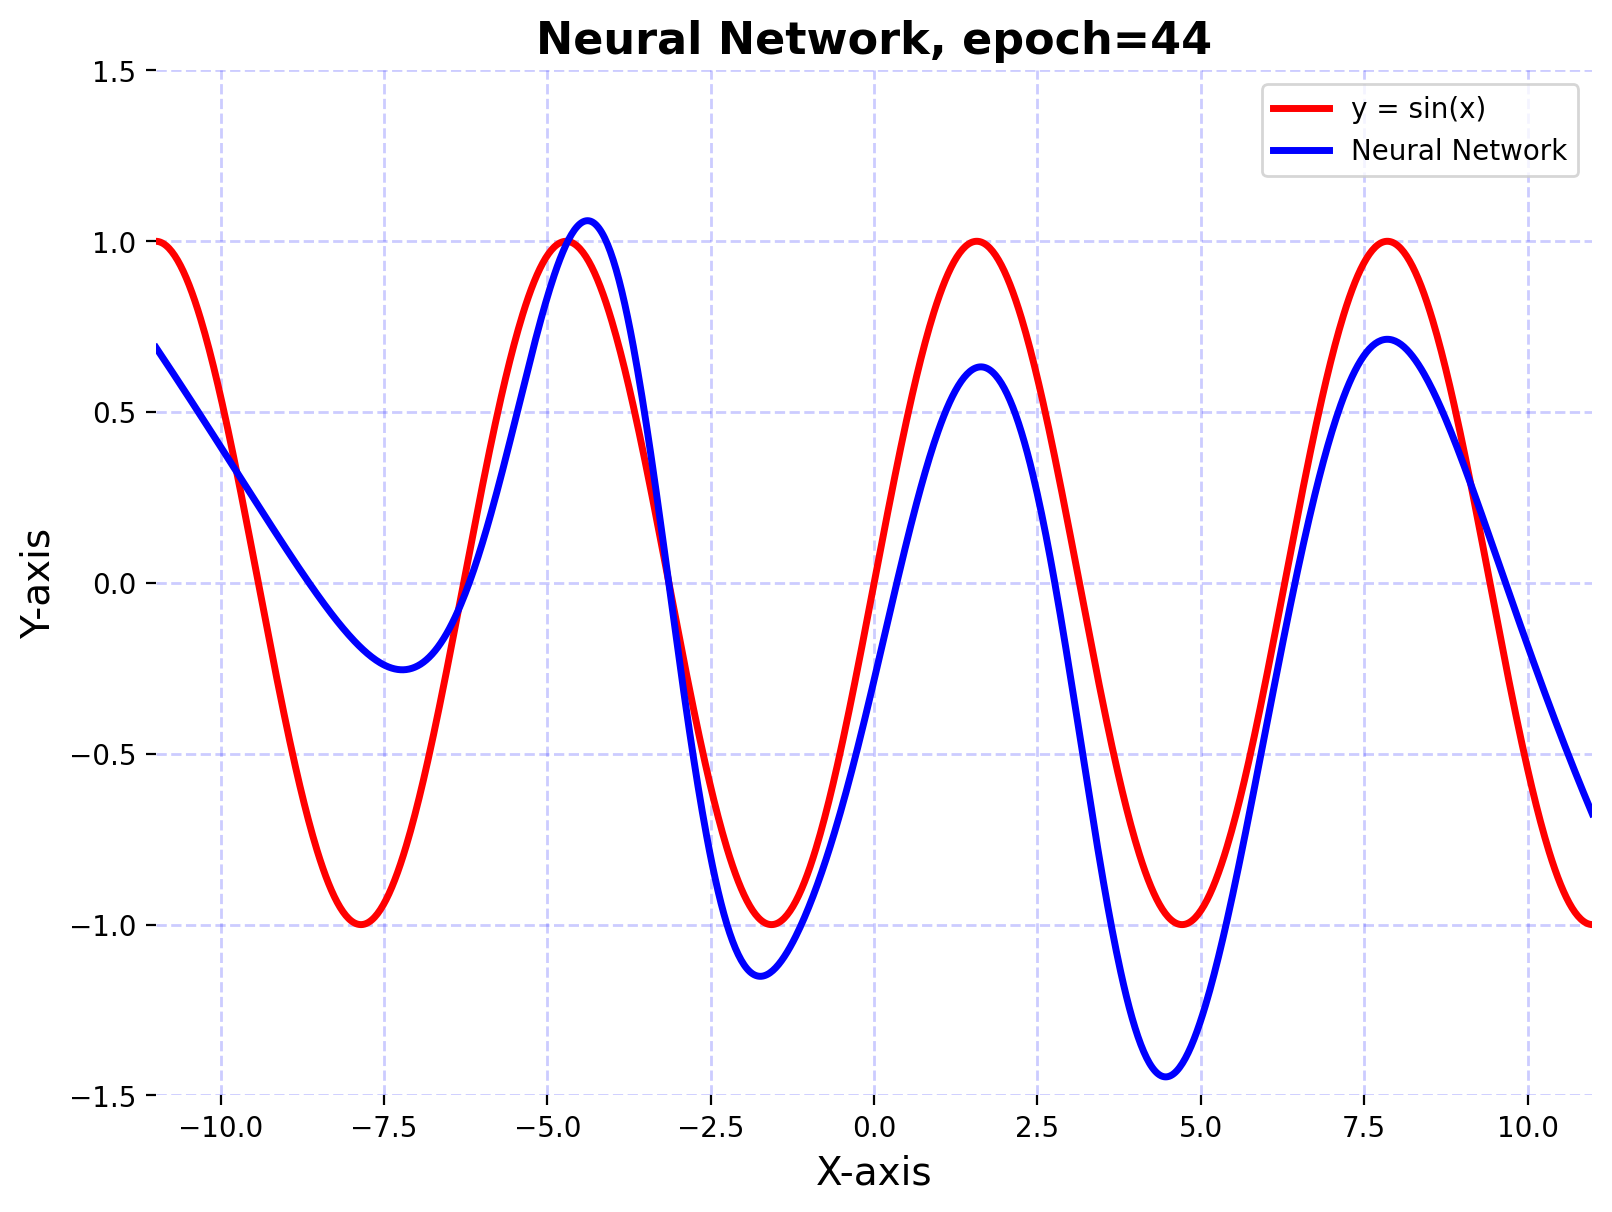 Neural Network, epoch=44
1.5
1.0
0.5
0.0
−0.5
−1.0
−1.5
Y-axis
y = sin(x)
Neural Network
−10.0 −7.5 −5.0 −2.5 0.0 2.5 5.0 7.5 10.0
X-axis